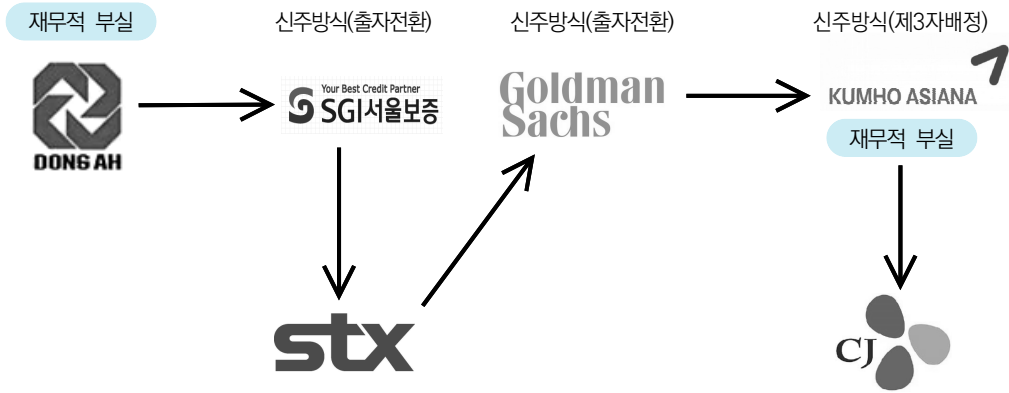 재무적 부실
신주방식(출자전환)
신주방식(출자전환)
신주방식(제3자배정)
DONG AH
Your Best Credit Partner
SGI서울보증
Goldman
Sachs
KUMHO ASIANA
재무적 부실
stx
CJ